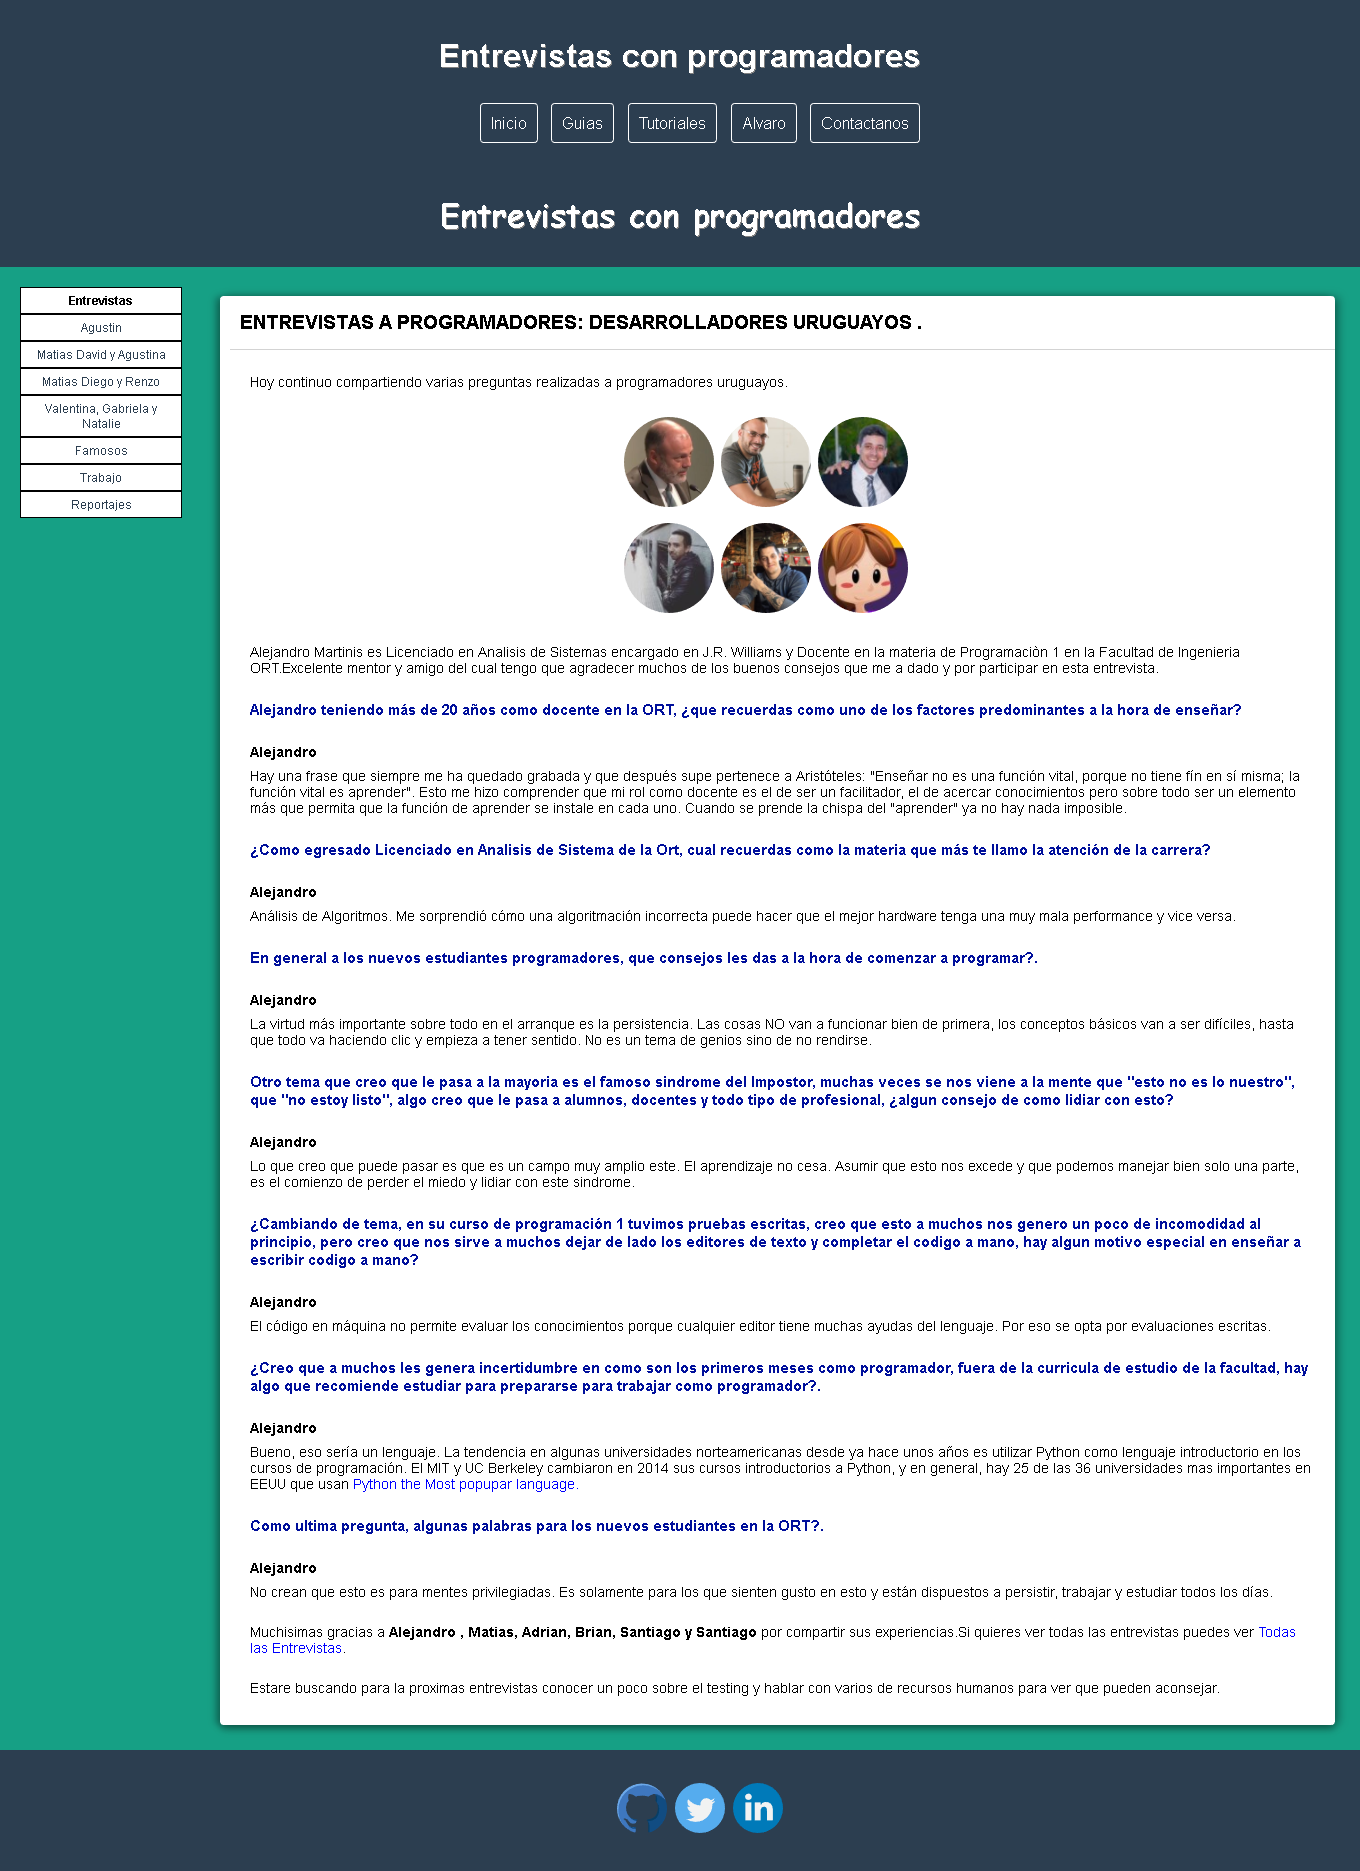 Entrevistas con programadores
Inicio
Guias
Tutoriales
Alvaro
Contactanos
Entrevistas con programadores
Entrevistas
Agustin
Matias David y Agustina
Matias Diego y Renzo
Valentina, Gabriela y
Natalie
Famosos
Trabajo
Reportajes
ENTREVISTAS A PROGRAMADORES: DESARROLLADORES URUGUAYOS .
Hoy continuo compartiendo varias preguntas realizadas a programadores uruguayos.
Alejandro Martinis es Licenciado en Analisis de Sistemas encargado en J.R. Williams y Docente en la materia de Programaciòn 1 en la Facultad de Ingenieria
ORT.Excelente mentor y amigo del cual tengo que agradecer muchos de los buenos consejos que me a dado y por participar en esta entrevista.
Alejandro teniendo más de 20 años como docente en la ORT, ¿que recuerdas como uno de los factores predominantes a la hora de enseñar?
Alejandro
Hay una frase que siempre me ha quedado grabada y que después supe pertenece a Aristóteles: "Enseñar no es una función vital, porque no tiene fín en sí misma; la
función vital es aprender". Esto me hizo comprender que mi rol como docente es el de ser un facilitador, el de acercar conocimientos pero sobre todo ser un elemento
más que permita que la función de aprender se instale en cada uno. Cuando se prende la chispa del "aprender" ya no hay nada imposible.
¿Como egresado Licenciado en Analisis de Sistema de la Ort, cual recuerdas como la materia que más te llamo la atención de la carrera?
Alejandro
Análisis de Algoritmos. Me sorprendió cómo una algoritmación incorrecta puede hacer que el mejor hardware tenga una muy mala performance y vice versa.
En general a los nuevos estudiantes programadores, que consejos les das a la hora de comenzar a programar?.
Alejandro
La virtud más importante sobre todo en el arranque es la persistencia. Las cosas NO van a funcionar bien de primera, los conceptos básicos van a ser difíciles, hasta
que todo va haciendo clic y empieza a tener sentido. No es un tema de genios sino de no rendirse.
Otro tema que creo que le pasa a la mayoria es el famoso sindrome del Impostor, muchas veces se nos viene a la mente que "esto no es lo nuestro",
que "no estoy listo", algo creo que le pasa a alumnos, docentes y todo tipo de profesional, ¿algun consejo de como lidiar con esto?
Alejandro
Lo que creo que puede pasar es que es un campo muy amplio este. El aprendizaje no cesa. Asumir que esto nos excede y que podemos manejar bien solo una parte,
es el comienzo de perder el miedo y lidiar con este sindrome.
¿Cambiando de tema, en su curso de programación 1 tuvimos pruebas escritas, creo que esto a muchos nos genero un poco de incomodidad al
principio, pero creo que nos sirve a muchos dejar de lado los editores de texto y completar el codigo a mano, hay algun motivo especial en enseñar a
escribir codigo a mano?
Alejandro
El código en máquina no permite evaluar los conocimientos porque cualquier editor tiene muchas ayudas del lenguaje. Por eso se opta por evaluaciones escritas.
¿Creo que a muchos les genera incertidumbre en como son los primeros meses como programador, fuera de la curricula de estudio de la facultad, hay
algo que recomiende estudiar para prepararse para trabajar como programador?.
Alejandro
Bueno, eso sería un lenguaje. La tendencia en algunas universidades norteamericanas desde ya hace unos años es utilizar Python como lenguaje introductorio en los
cursos de programación. El MIT y UC Berkeley cambiaron en 2014 sus cursos introductorios a Python, y en general, hay 25 de las 36 universidades mas importantes en
EEUU que usan Python the Most popupar language.
Como ultima pregunta, algunas palabras para los nuevos estudiantes en la ORT?.
Alejandro
No crean que esto es para mentes privilegiadas. Es solamente para los que sienten gusto en esto y están dispuestos a persistir, trabajar y estudiar todos los días.
Muchisimas gracias a Alejandro , Matias, Adrian, Brian, Santiago y Santiago por compartir sus experiencias.Si quieres ver todas las entrevistas puedes ver Todas
las Entrevistas.
Estare buscando para la proximas entrevistas conocer un poco sobre el testing y hablar con varios de recursos humanos para ver que pueden aconsejar.
in